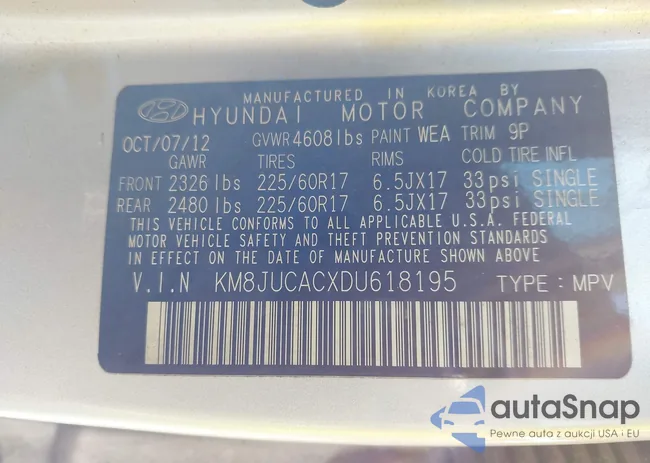 MANUFACTURED IN KOREA BY
HYUNDAI MOTOR COMPANY
OCT/07/12 GVWR 4608lbs PAINT WEA TRIM 9P
GAWR TIRES RIMS COLD TIRE INFL
FRONT 2326 lbs 225/60R17 6.5JX17 33psi SINGLE
REAR 2480 lbs 225/60R17 6.5JX17 33psi SINGLE
THIS VEHICLE CONFORMS TO ALL APPLICABLE U.S.A. FEDERAL
MOTOR VEHICLE SAFETY AND THEFT PREVENTION STANDARDS
IN EFFECT ON THE DATE OF MANUFACTURE SHOWN ABOVE.
V.I.N KM8JUCACXDU618195 TYPE : MPV
autaSnap
Pewne auta z aukcji USA i EU